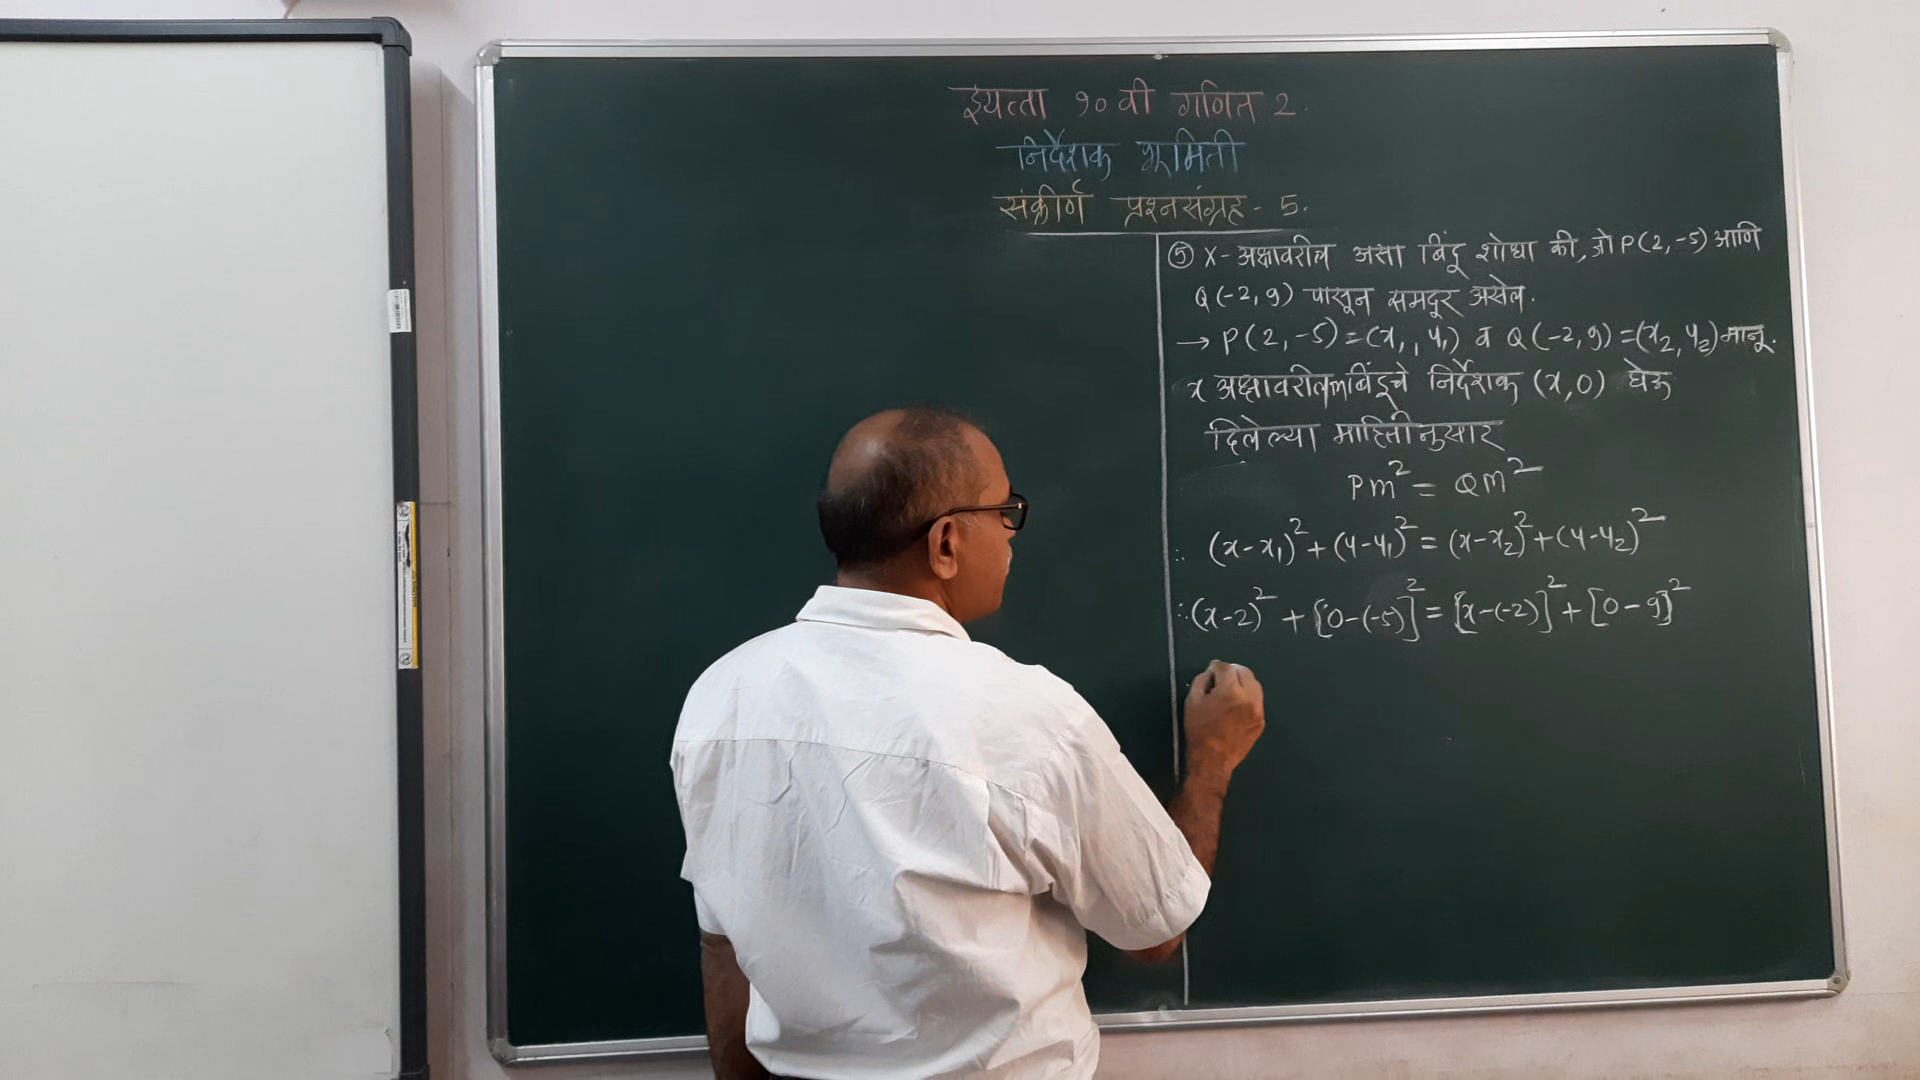 इयत्ता १० वी गणित 2.
निर्देशक भूमिती
संकीर्ण प्रश्नसंग्रह - 5.
⑤ X - अक्षावरील असा बिंदू शोधा की, जो P(2, -5) आणि
Q(-2, 9) पासून समदूर असेल.
→ P(2, -5) = (x₁, y₁) व Q(-2, 9) = (x₂, y₂) मानू.
x अक्षावरील बिंदूचे निर्देशक (x, 0) घेऊ
दिलेल्या माहितीनुसार
PM² = QM²
∴ (x-x₁)² + (y-y₁)² = (x-x₂)² + (y-y₂)²
∴ (x-2)² + [0-(-5)]² = [x-(-2)]² + [0-9]²